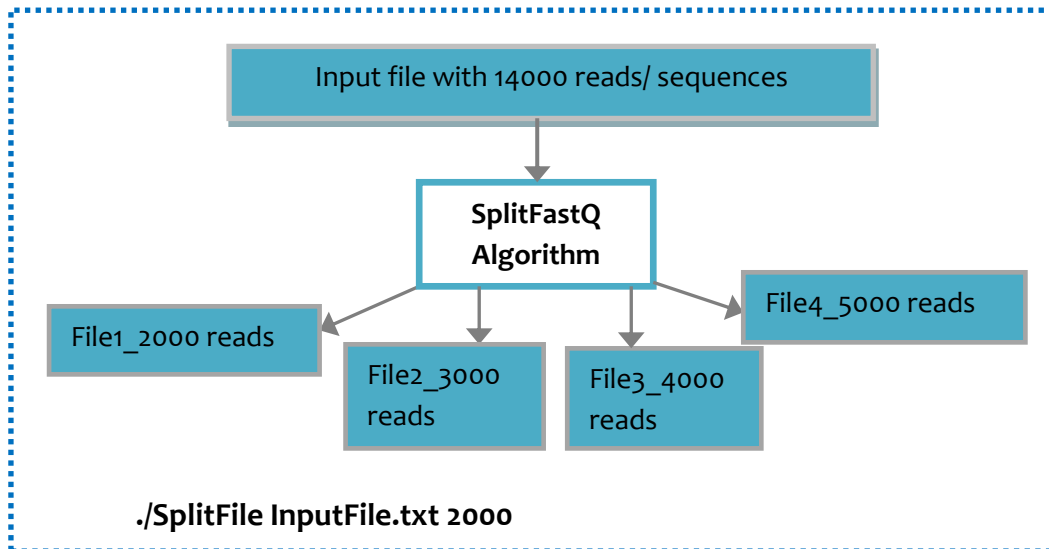 Input file with 14000 reads/ sequences
SplitFastQ
Algorithm
File1_2000 reads
File2_3000
reads
File3_4000
reads
File4_5000 reads
./SplitFile InputFile.txt 2000